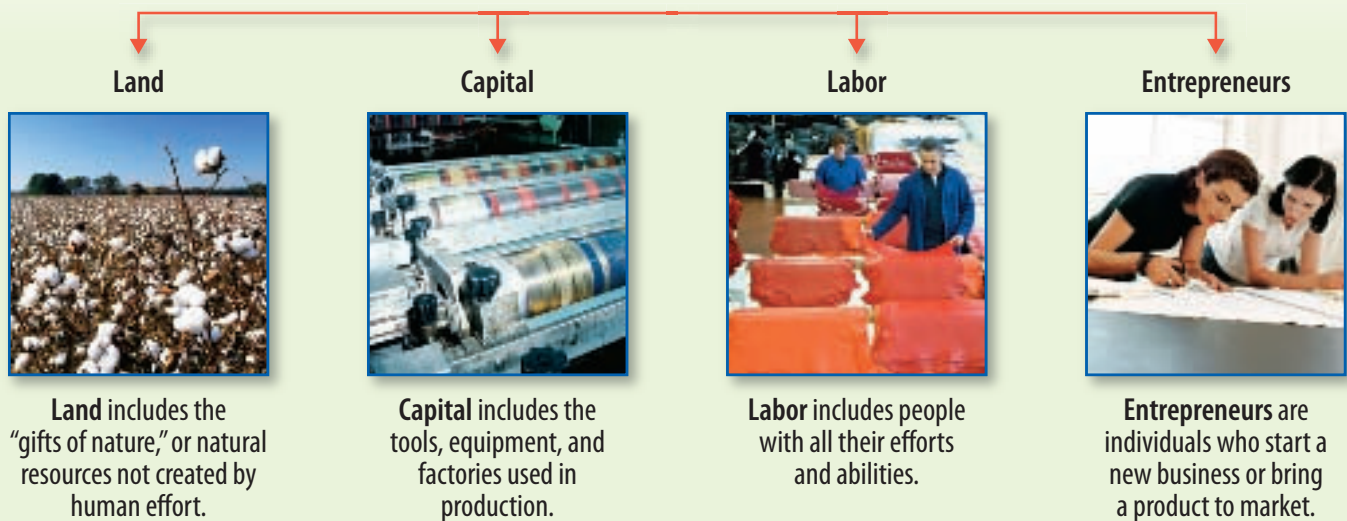 Land
Capital
Labor
Entrepreneurs
Land includes the
“gifts of nature,” or natural
resources not created by
human effort.
Capital includes the
tools, equipment, and
factories used in
production.
Labor includes people
with all their efforts
and abilities.
Entrepreneurs are
individuals who start a
new business or bring
a product to market.